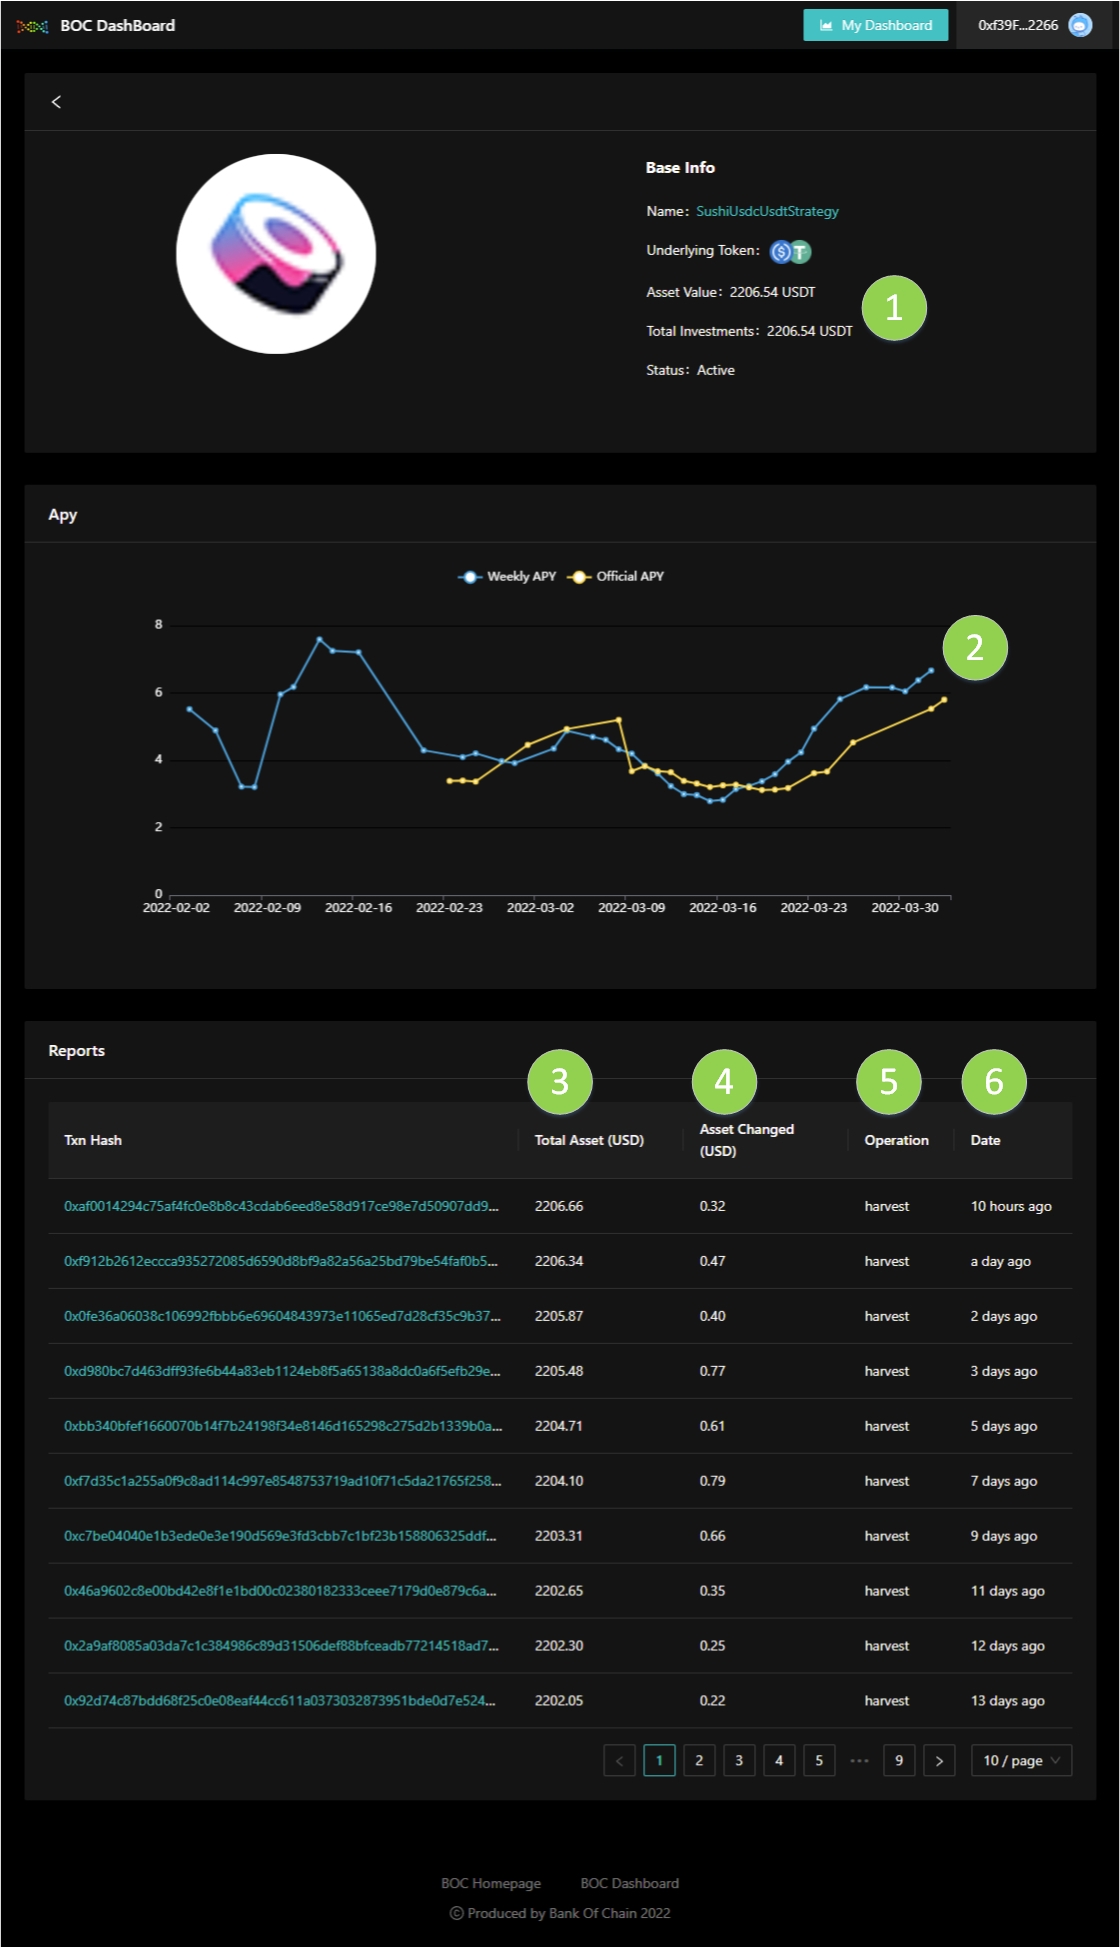 BOC DashBoard
My Dashboard
0xf39F...2266
Base Info
Name: SushiUsdcUsdtStrategy
Underlying Token:
Asset Value: 2206.54 USDT
1
Total Investments: 2206.54 USDT
Status: Active
Apy
Weekly APY Official APY
8
2
6
4
2
0
2022-02-02 2022-02-09 2022-02-16 2022-02-23 2022-03-02 2022-03-09 2022-03-16 2022-03-23 2022-03-30
Reports
3 4 5 6
Txn Hash Total Asset (USD) Asset Changed (USD) Operation Date
0xaf0014294c75af4fc0e8b8c43cdab6eed8e58d917ce98e7d50907dd9... 2206.66 0.32 harvest 10 hours ago
0xf912b2612eccca935272085d6590d8bf9a82a56a25bd79be54faf0b5... 2206.34 0.47 harvest a day ago
0x0fe36a06038c106992fbbb6e69604843973e11065ed7d28cf35c9b37... 2205.87 0.40 harvest 2 days ago
0xd980bc7d463dff93fe6b44a83eb1124eb8f5a65138a8dc0a6f5efb29e... 2205.48 0.77 harvest 3 days ago
0xbb340bfef1660070b14f7b24198f34e8146d165298c275d2b1339b0a... 2204.71 0.61 harvest 5 days ago
0xf7d35c1a255a0f9c8ad114c997e8548753719ad10f71c5da21765f258... 2204.10 0.79 harvest 7 days ago
0xc7be04040e1b3ede0e3e190d569e3fd3cbb7c1bf23b158806325ddf... 2203.31 0.66 harvest 9 days ago
0x46a9602c8e00bd42e8f1e1bd00c02380182333ceee7179d0e879c6a... 2202.65 0.35 harvest 11 days ago
0x2a9af8085a03da7c1c384986c89d31506def88bfceadb77214518ad7... 2202.30 0.25 harvest 12 days ago
0x92d74c87bdd68f25c0e08eaf44cc611a0373032873951bde0d7e524... 2202.05 0.22 harvest 13 days ago
< 1 2 3 4 5 ••• 9 > 10 / page
BOC Homepage BOC Dashboard
© Produced by Bank Of Chain 2022